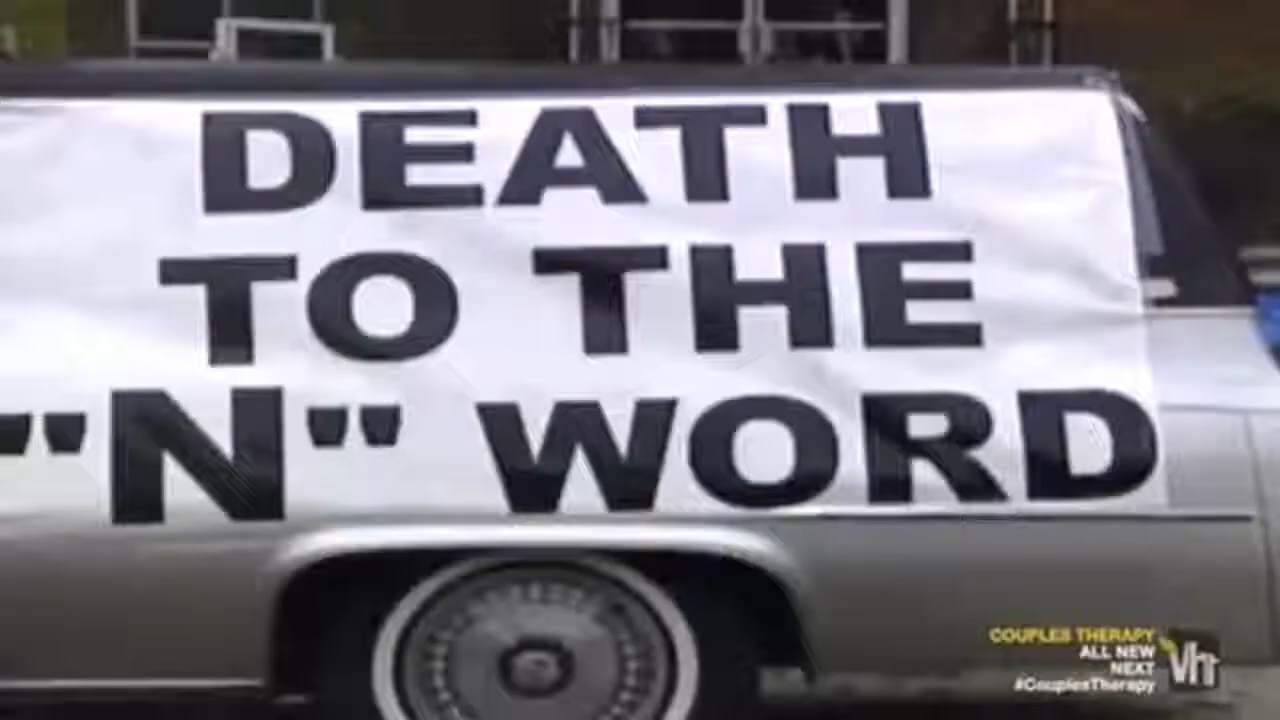 DEATH
TO THE
"N" WORD
COUPLES THERAPY
ALL NEW
NEXT
#CouplesTherapy
Vh1